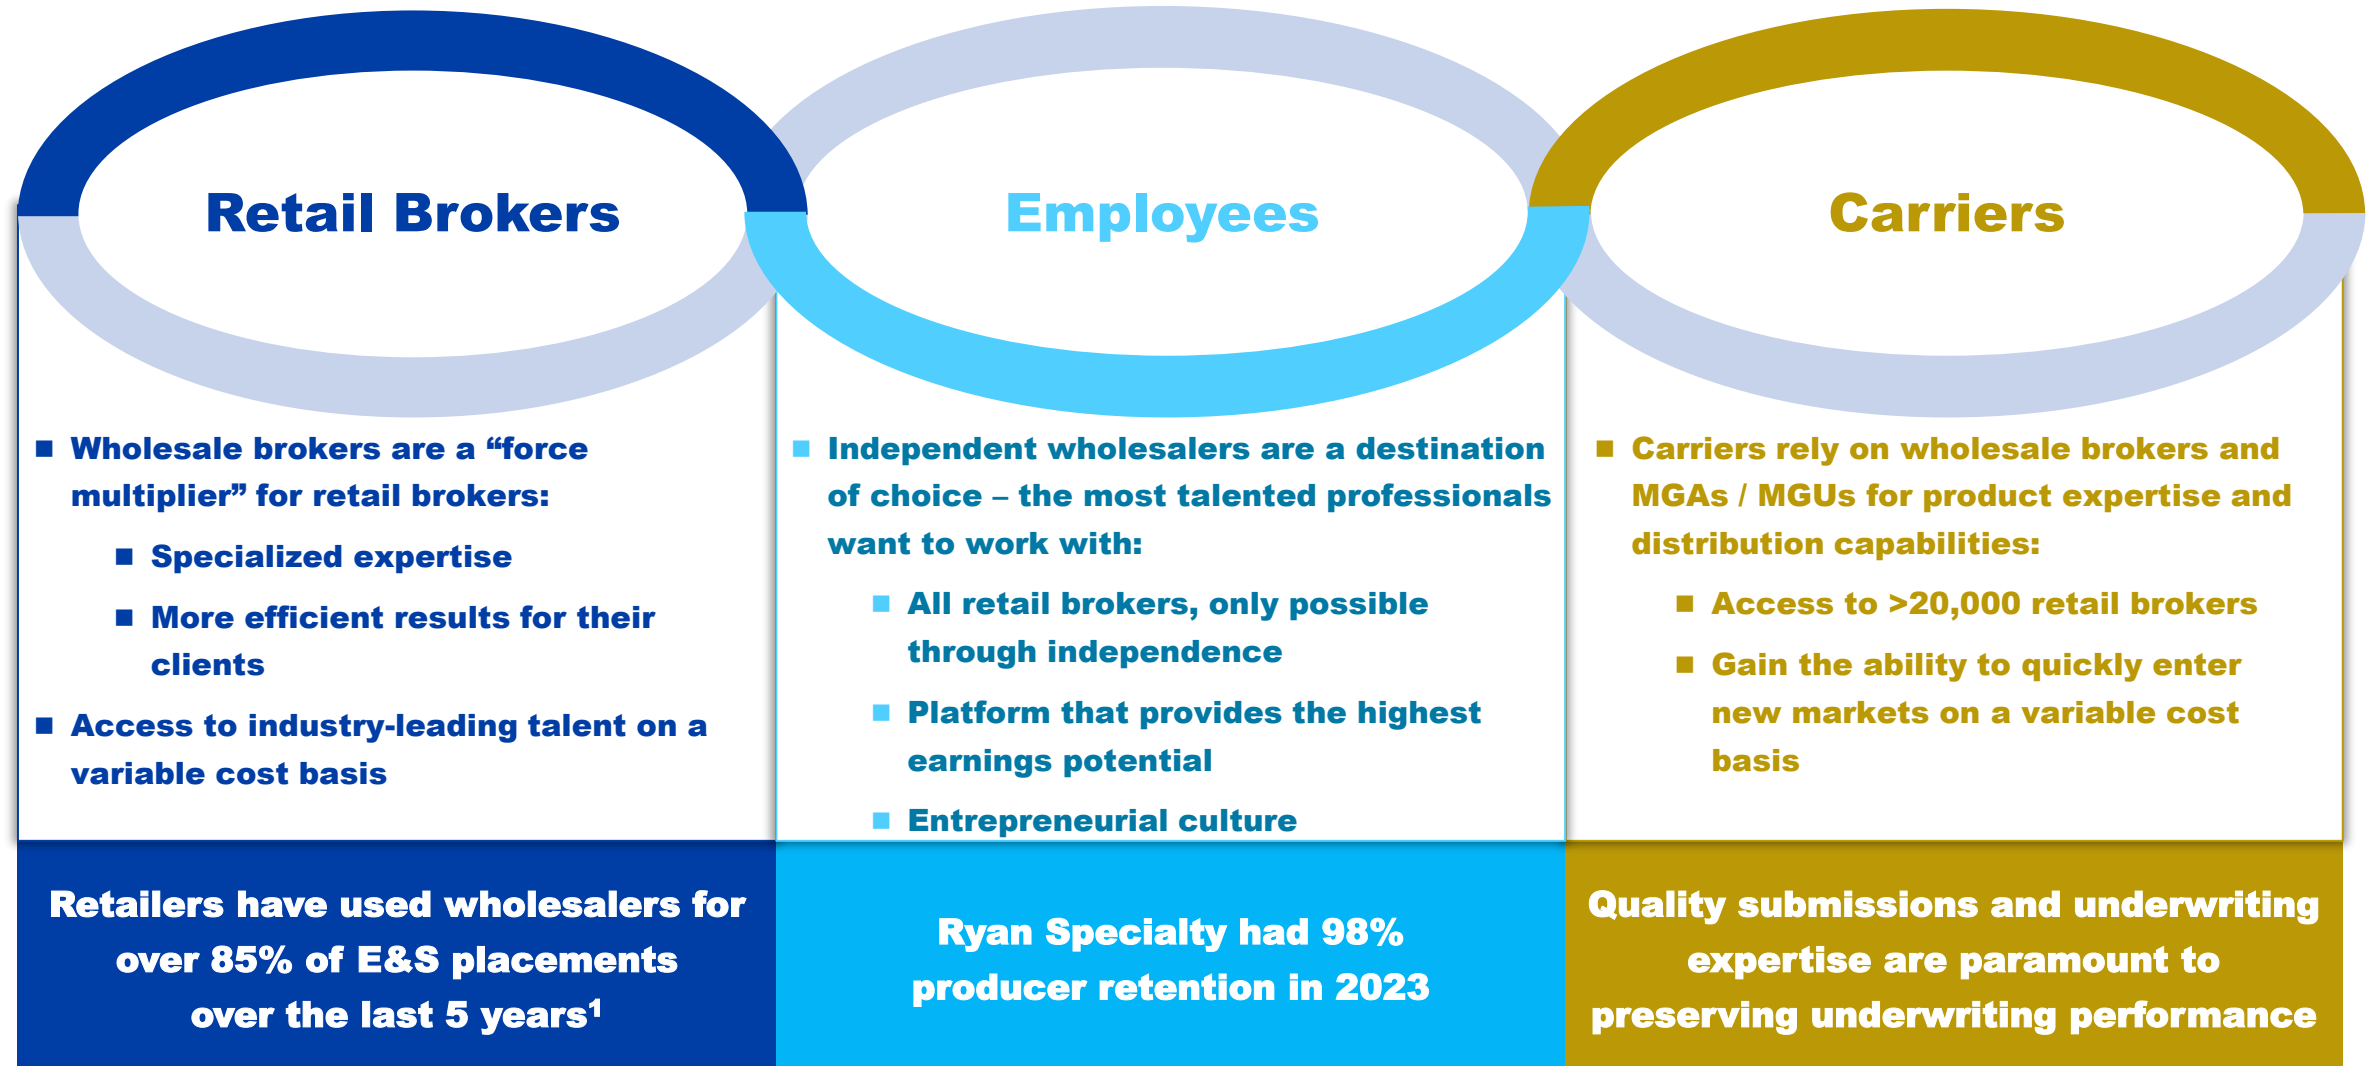 Retail Brokers
■ Wholesale brokers are a “force
multiplier” for retail brokers:
■ Specialized expertise
■ More efficient results for their
clients
■ Access to industry-leading talent on a
variable cost basis
Retailers have used wholesalers for
over 85% of E&S placements
over the last 5 years¹
Employees
■ Independent wholesalers are a destination
of choice – the most talented professionals
want to work with:
■ All retail brokers, only possible
through independence
■ Platform that provides the highest
earnings potential
■ Entrepreneurial culture
Ryan Specialty had 98%
producer retention in 2023
Carriers
■ Carriers rely on wholesale brokers and
MGAs / MGUs for product expertise and
distribution capabilities:
■ Access to >20,000 retail brokers
■ Gain the ability to quickly enter
new markets on a variable cost
basis
Quality submissions and underwriting
expertise are paramount to
preserving underwriting performance